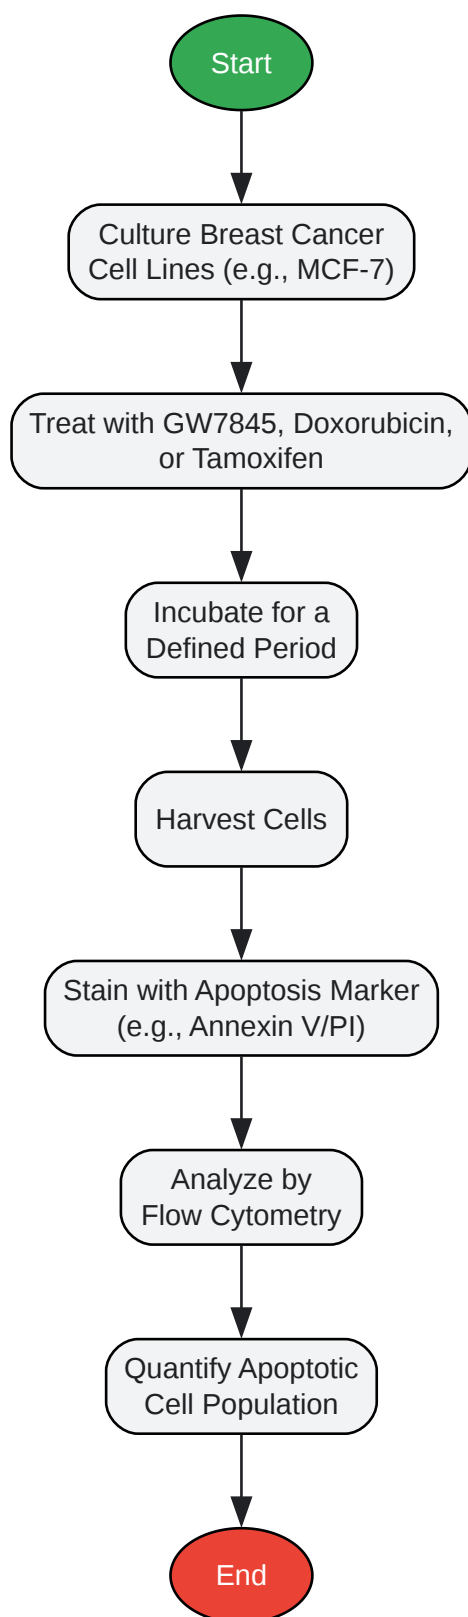 Start
Culture Breast Cancer
Cell Lines (e.g., MCF-7)
Treat with GW7845, Doxorubicin,
or Tamoxifen
Incubate for a
Defined Period
Harvest Cells
Stain with Apoptosis Marker
(e.g., Annexin V/PI)
Analyze by
Flow Cytometry
Quantify Apoptotic
Cell Population
End